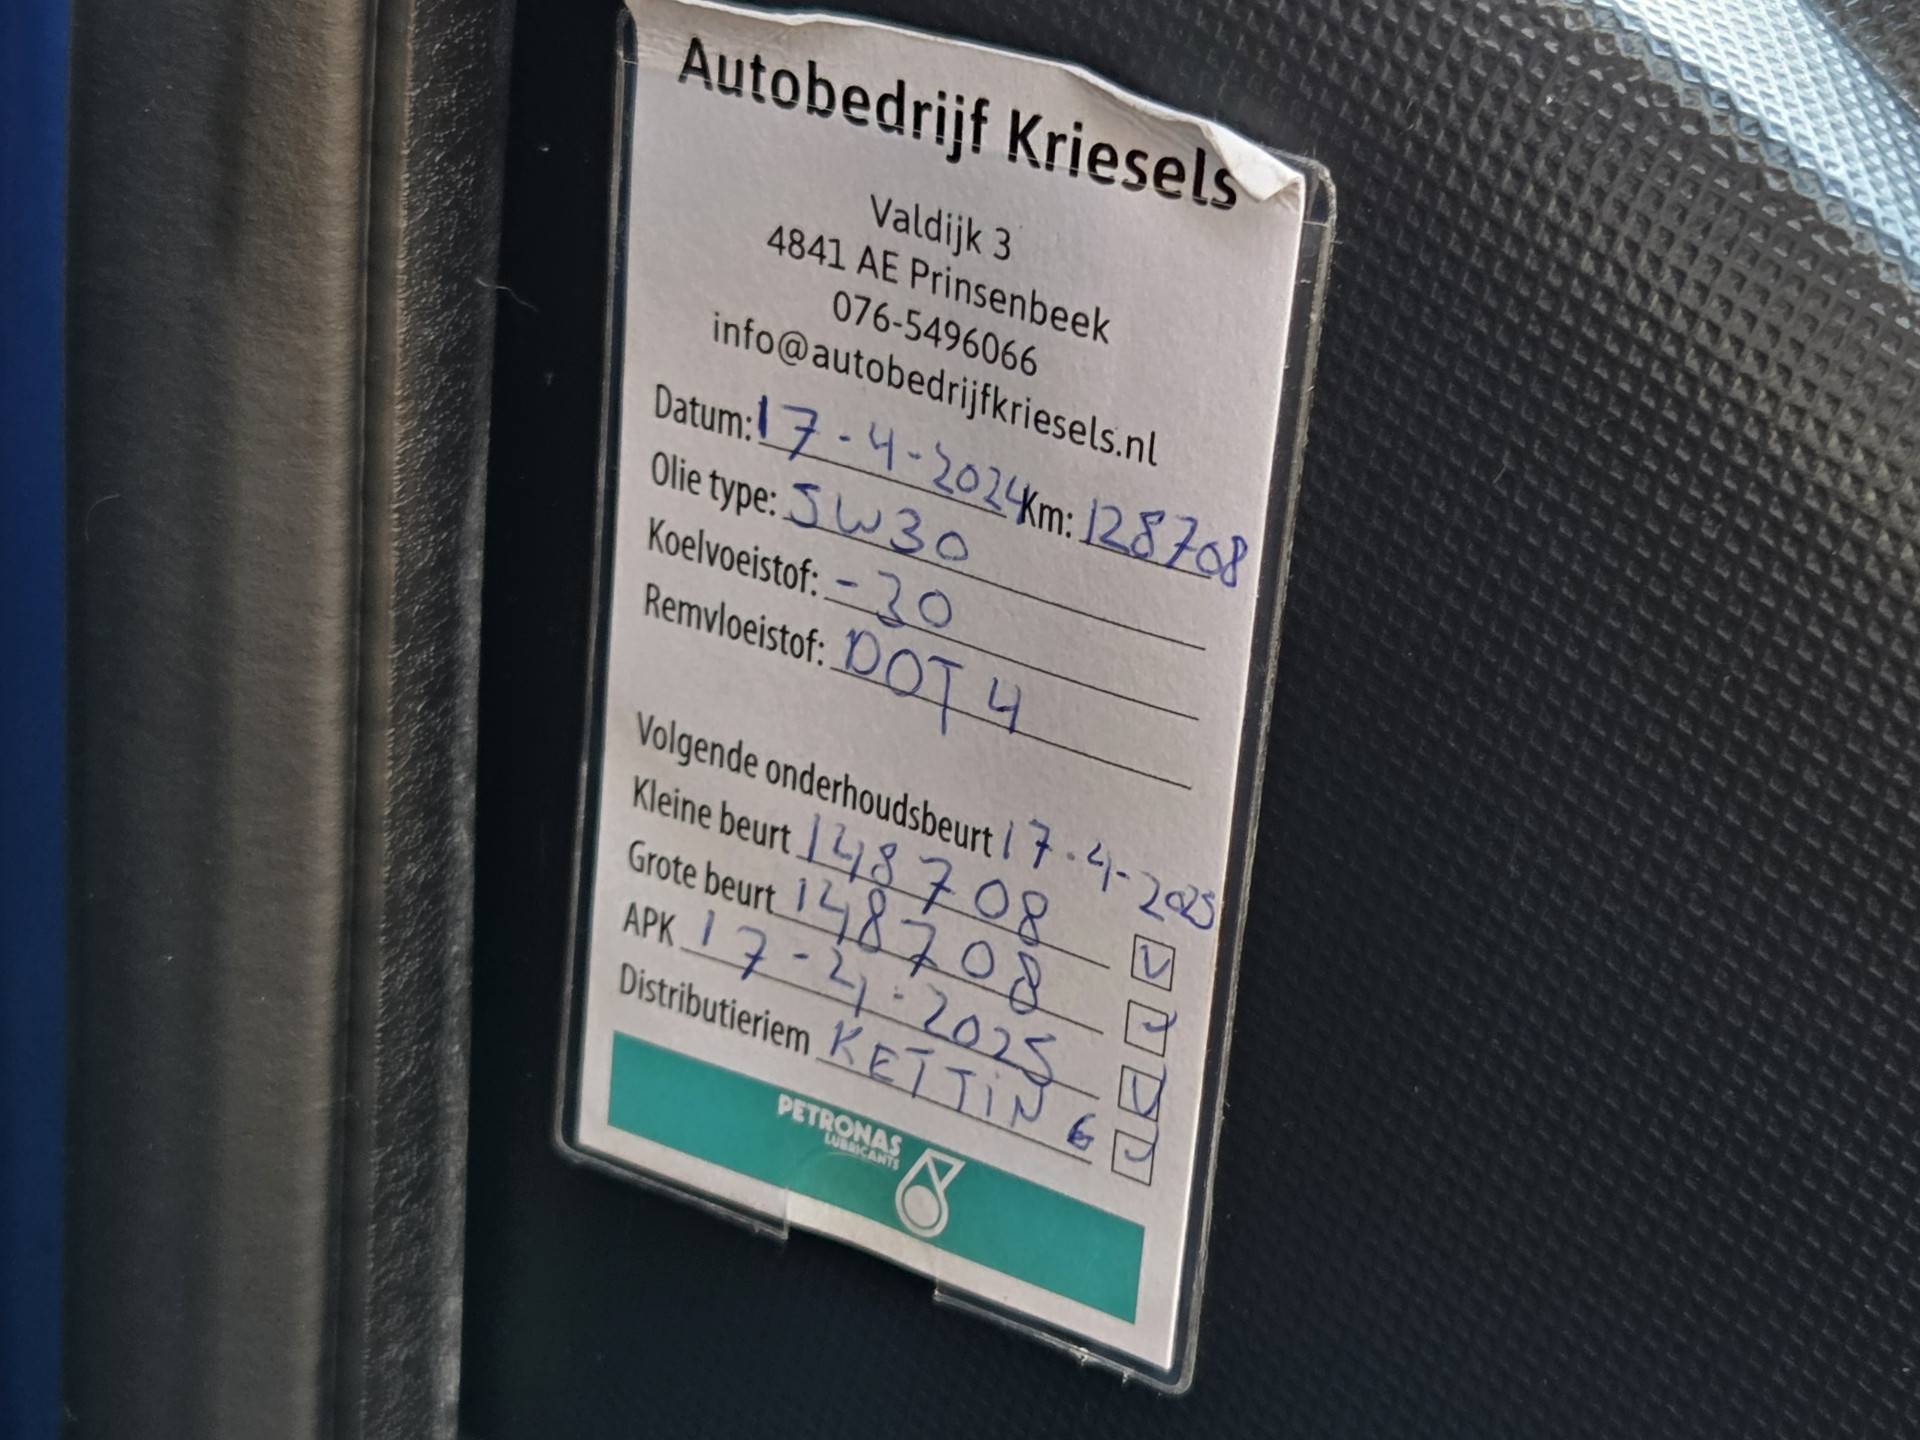 Autobedrijf Kriesels
Valdijk 3
4841 AE Prinsenbeek
076-5496066
info@autobedrijfkriesels.nl
Datum: 17-4-2024 Km: 128708
Olie type: 5W30
Koelvoeistof: -30
Remvloeistof: DOT 4
Volgende onderhoudsbeurt 17-4-2025
Kleine beurt 148708
Grote beurt 148708
APK 17-4-2025
Distributieriem KETTING
PETRONAS
LUBRICANTS